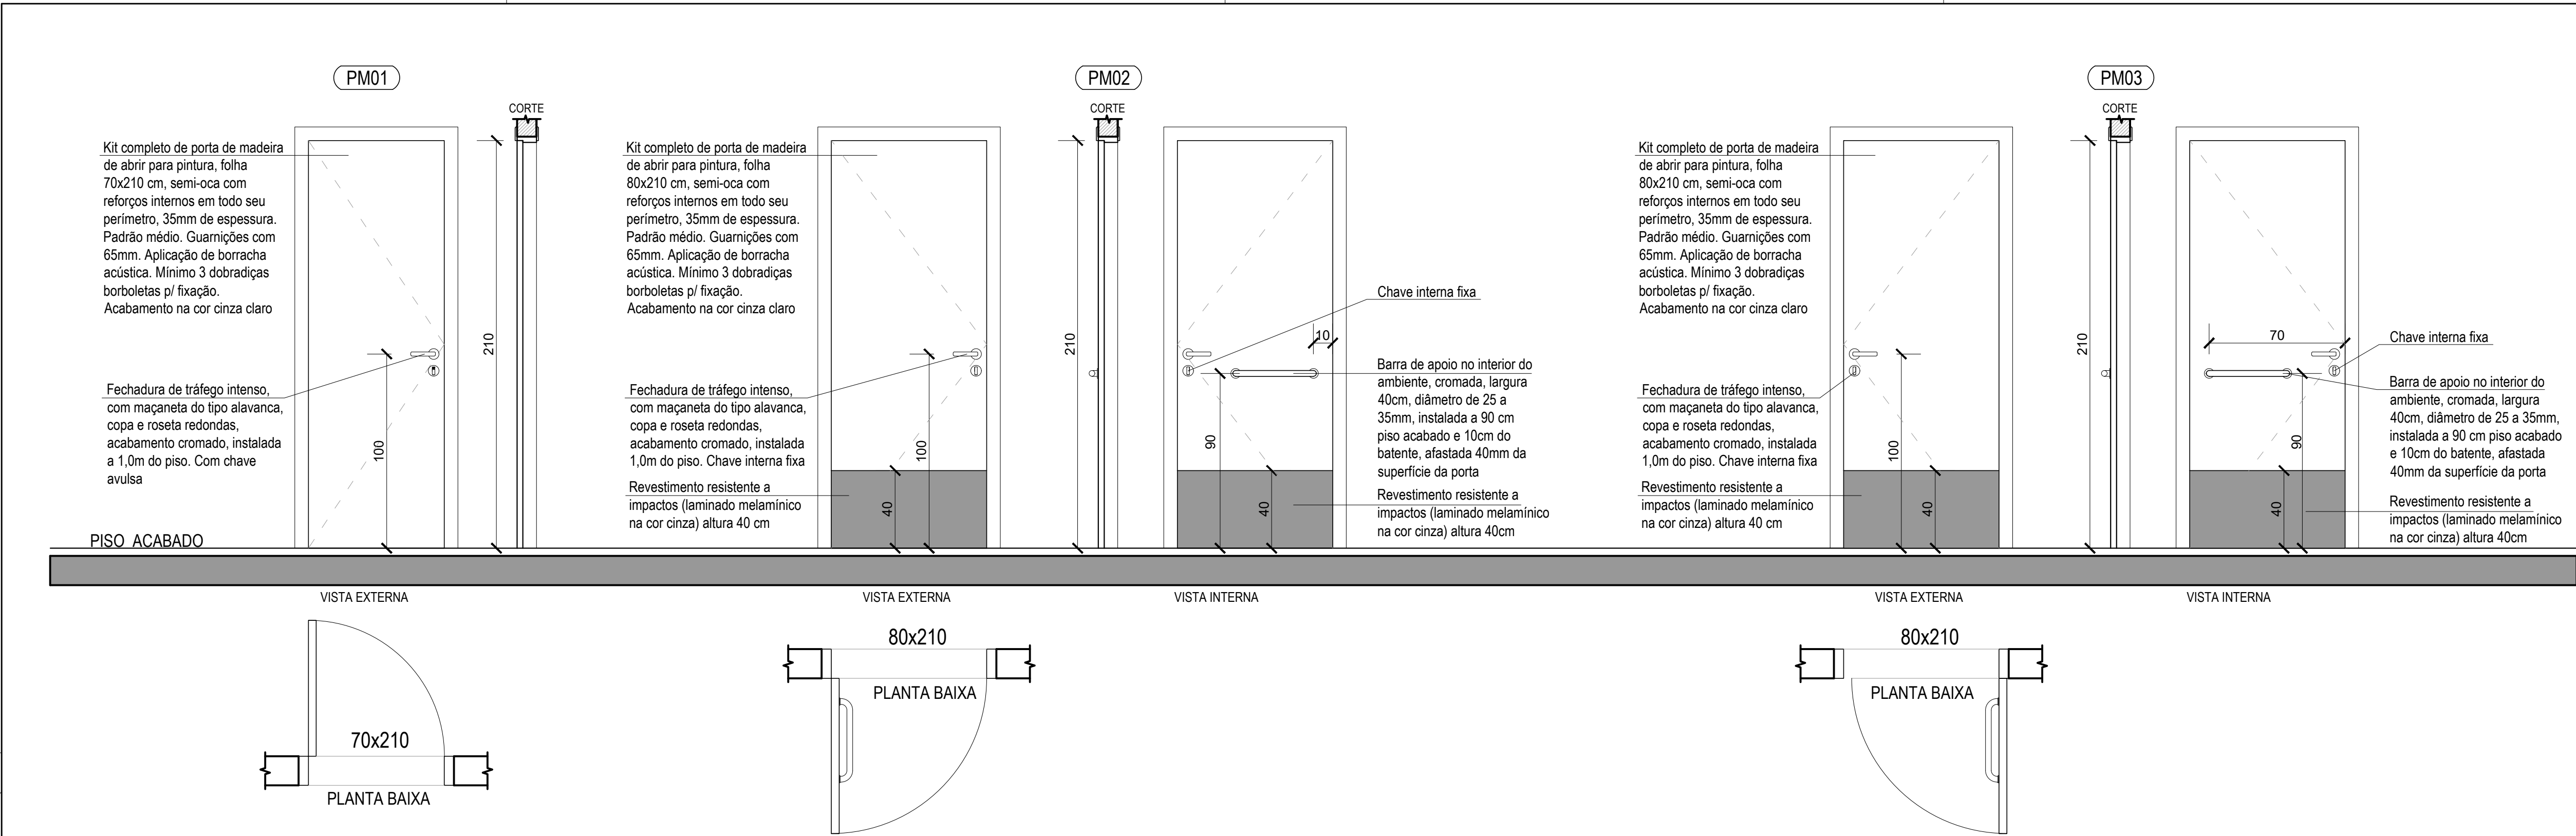 PM01
CORTE
Kit completo de porta de madeira
de abrir para pintura, folha
70x210 cm, semi-oca com
reforços internos em todo seu
perímetro, 35mm de espessura.
Padrão médio. Guarnições com
65mm. Aplicação de borracha
acústica. Mínimo 3 dobradiças
borboletas p/ fixação.
Acabamento na cor cinza claro
Fechadura de tráfego intenso,
com maçaneta do tipo alavanca,
copa e roseta redondas,
acabamento cromado, instalada
a 1,0m do piso. Com chave
avulsa
100
210
PISO ACABADO
VISTA EXTERNA
70x210
PLANTA BAIXA
PM02
CORTE
Kit completo de porta de madeira
de abrir para pintura, folha
80x210 cm, semi-oca com
reforços internos em todo seu
perímetro, 35mm de espessura.
Padrão médio. Guarnições com
65mm. Aplicação de borracha
acústica. Mínimo 3 dobradiças
borboletas p/ fixação.
Acabamento na cor cinza claro
Fechadura de tráfego intenso,
com maçaneta do tipo alavanca,
copa e roseta redondas,
acabamento cromado, instalada
1,0m do piso. Chave interna fixa
Revestimento resistente a
impactos (laminado melamínico
na cor cinza) altura 40 cm
40
100
210
10
90
40
Chave interna fixa
Barra de apoio no interior do
ambiente, cromada, largura
40cm, diâmetro de 25 a
35mm, instalada a 90 cm
piso acabado e 10cm do
batente, afastada 40mm da
superfície da porta
Revestimento resistente a
impactos (laminado melamínico
na cor cinza) altura 40cm
VISTA EXTERNA
VISTA INTERNA
80x210
PLANTA BAIXA
PM03
CORTE
Kit completo de porta de madeira
de abrir para pintura, folha
80x210 cm, semi-oca com
reforços internos em todo seu
perímetro, 35mm de espessura.
Padrão médio. Guarnições com
65mm. Aplicação de borracha
acústica. Mínimo 3 dobradiças
borboletas p/ fixação.
Acabamento na cor cinza claro
Fechadura de tráfego intenso,
com maçaneta do tipo alavanca,
copa e roseta redondas,
acabamento cromado, instalada
1,0m do piso. Chave interna fixa
Revestimento resistente a
impactos (laminado melamínico
na cor cinza) altura 40 cm
100
40
210
70
90
40
Chave interna fixa
Barra de apoio no interior do
ambiente, cromada, largura
40cm, diâmetro de 25 a 35mm,
instalada a 90 cm piso acabado
e 10cm do batente, afastada
40mm da superfície da porta
Revestimento resistente a
impactos (laminado melamínico
na cor cinza) altura 40cm
VISTA EXTERNA
VISTA INTERNA
80x210
PLANTA BAIXA